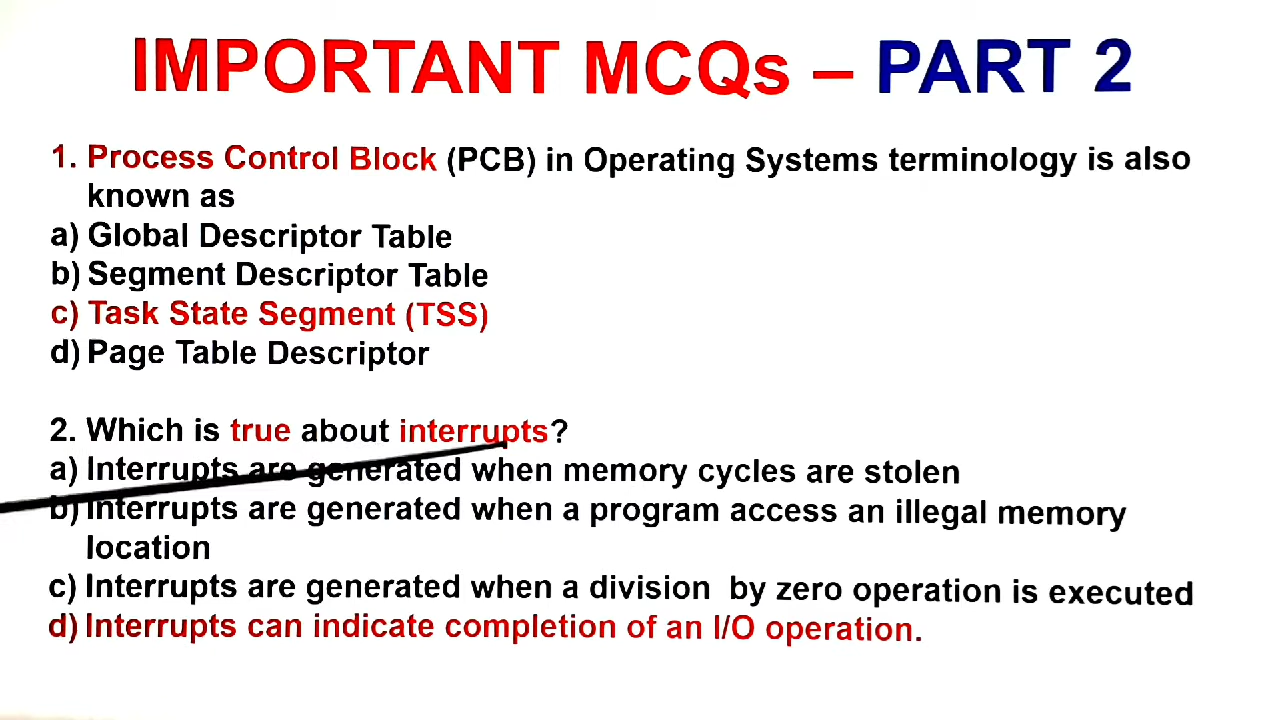 IMPORTANT MCQs – PART 2
1. Process Control Block (PCB) in Operating Systems terminology is also
known as
a) Global Descriptor Table
b) Segment Descriptor Table
c) Task State Segment (TSS)
d) Page Table Descriptor
2. Which is true about interrupts?
a) Interrupts are generated when memory cycles are stolen
b) Interrupts are generated when a program access an illegal memory
location
c) Interrupts are generated when a division by zero operation is executed
d) Interrupts can indicate completion of an I/O operation.